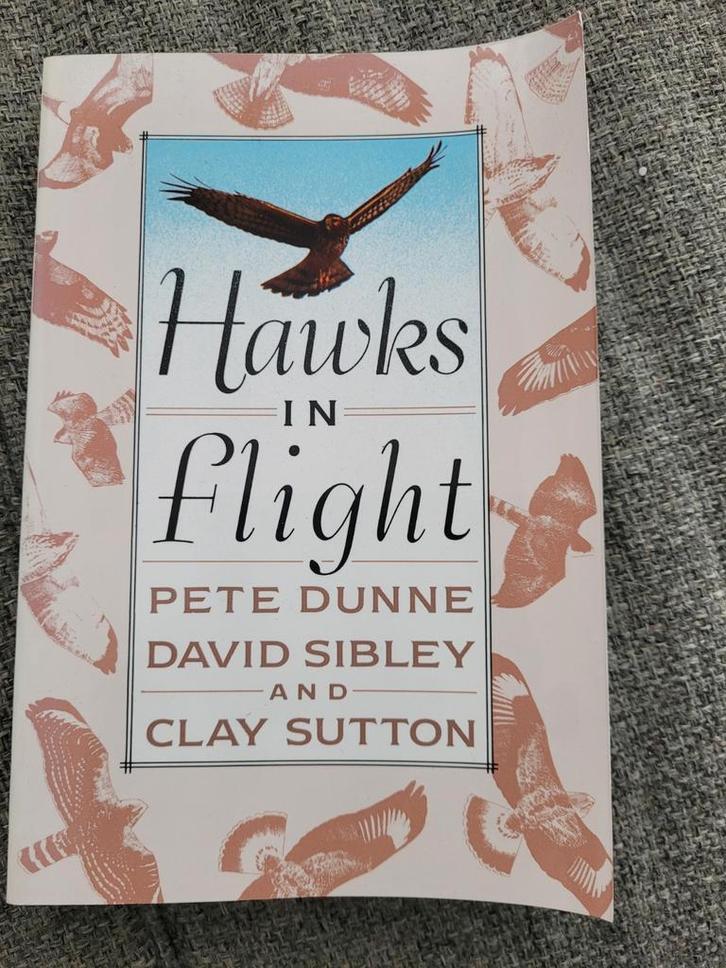 Hawks
IN
flight
PETE DUNNE
DAVID SIBLEY
AND
CLAY SUTTON